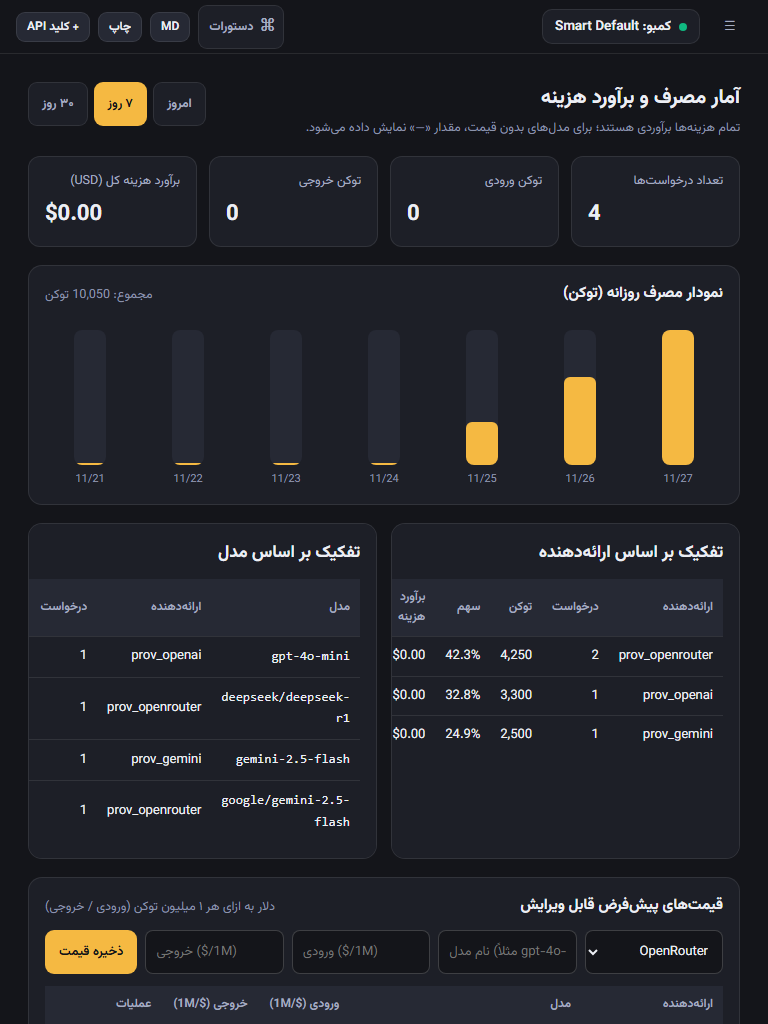 ☰
کمبو: Smart Default
⌘ دستورات
MD
چاپ
+ کلید API
آمار مصرف و برآورد هزینه
تمام هزینه‌ها برآوردی هستند؛ برای مدل‌های بدون قیمت، مقدار «—» نمایش داده می‌شود.
امروز
۷ روز
۳۰ روز
تعداد درخواست‌ها
4
توکن ورودی
0
توکن خروجی
0
برآورد هزینه کل (USD)
$0.00
نمودار مصرف روزانه (توکن)
مجموع: 10,050 توکن
11/27
11/26
11/25
11/24
11/23
11/22
11/21
تفکیک بر اساس ارائه‌دهنده
ارائه‌دهنده درخواست توکن سهم برآورد هزینه
prov_openrouter 2 4,250 42.3% $0.00
prov_openai 1 3,300 32.8% $0.00
prov_gemini 1 2,500 24.9% $0.00
تفکیک بر اساس مدل
مدل ارائه‌دهنده درخواست
gpt-4o-mini prov_openai 1
deepseek/deepseek-r1 prov_openrouter 1
gemini-2.5-flash prov_gemini 1
google/gemini-2.5-flash prov_openrouter 1
قیمت‌های پیش‌فرض قابل ویرایش
دلار به ازای هر ۱ میلیون توکن (ورودی / خروجی)
OpenRouter
نام مدل (مثلاً gpt-4o-
ورودی ($/1M)
خروجی ($/1M)
ذخیره قیمت
ارائه‌دهنده مدل ورودی ($/1M) خروجی ($/1M) عملیات